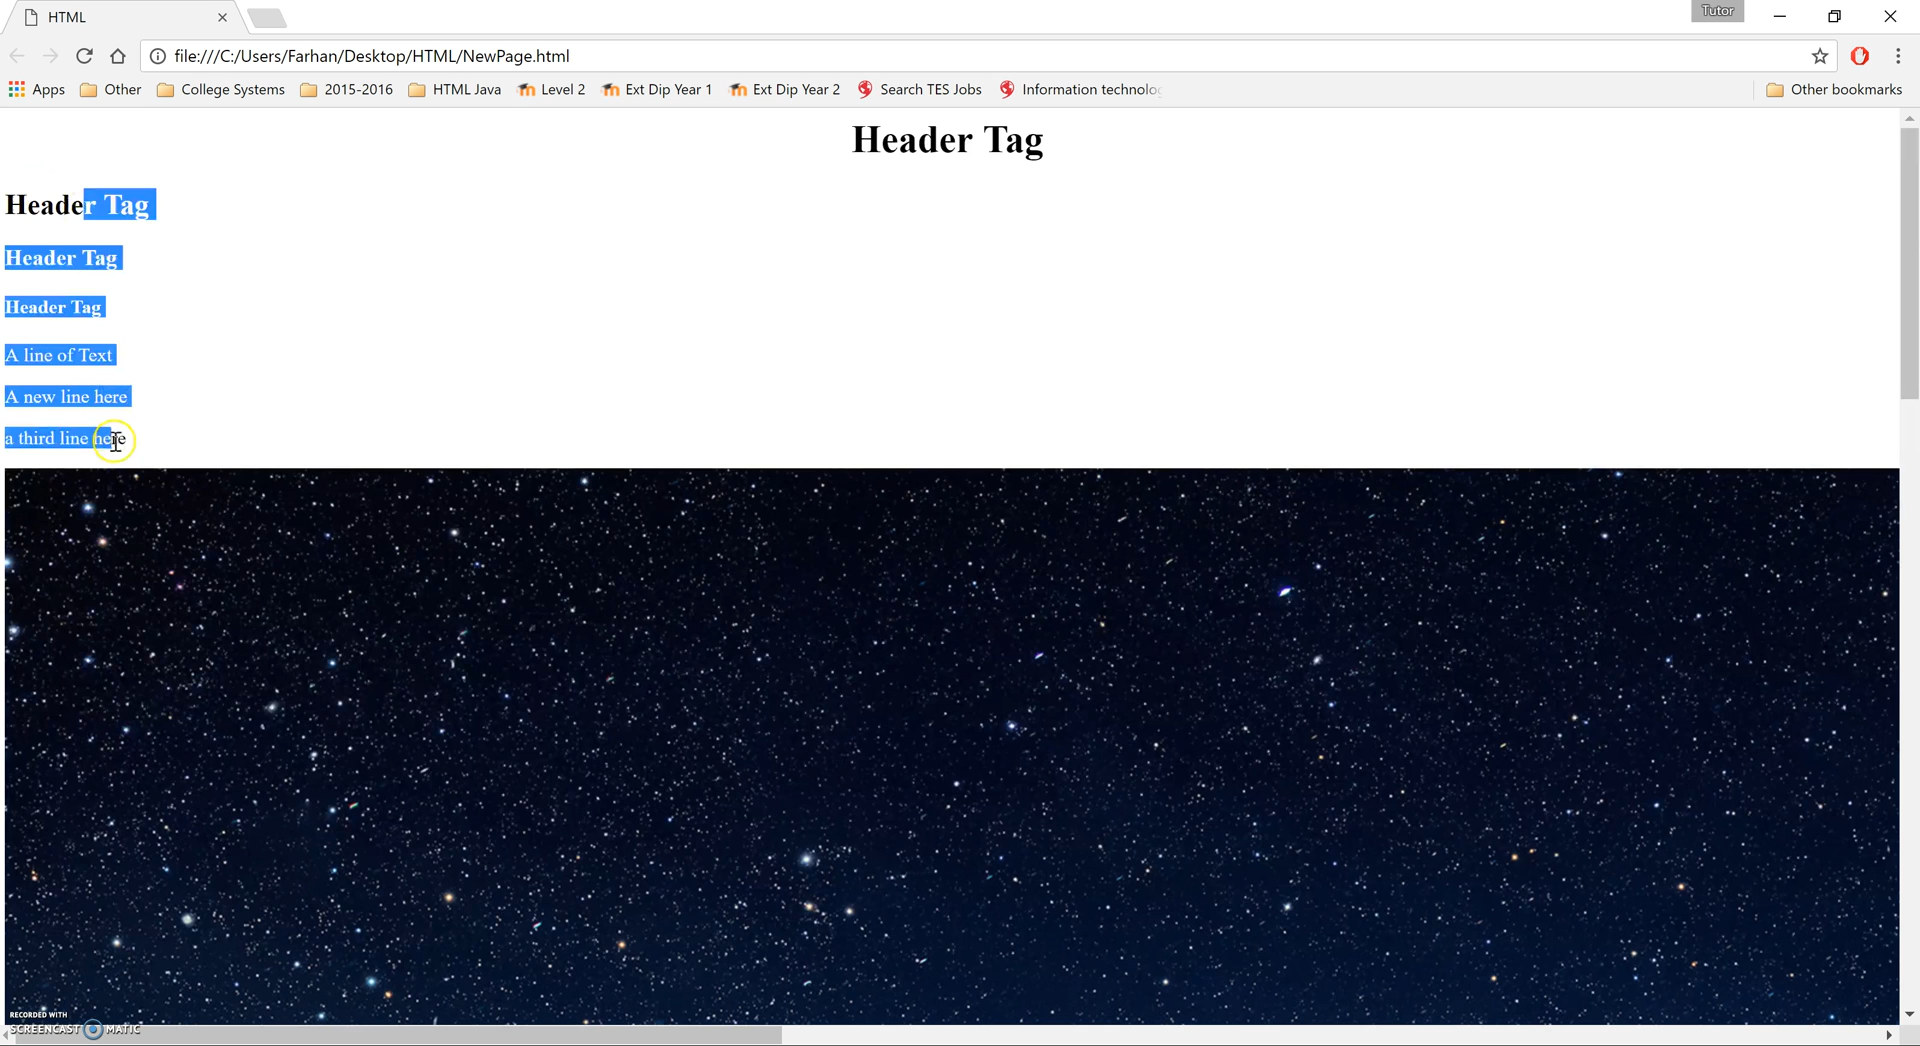 HTML
Tutor
file:///C:/Users/Farhan/Desktop/HTML/NewPage.html
Apps Other College Systems 2015-2016 HTML Java Level 2 Ext Dip Year 1 Ext Dip Year 2 Search TES Jobs Information technolog Other bookmarks
Header Tag
Header Tag
Header Tag
Header Tag
A line of Text
A new line here
a third line here
RECORDED WITH
SCREENCAST MATIC